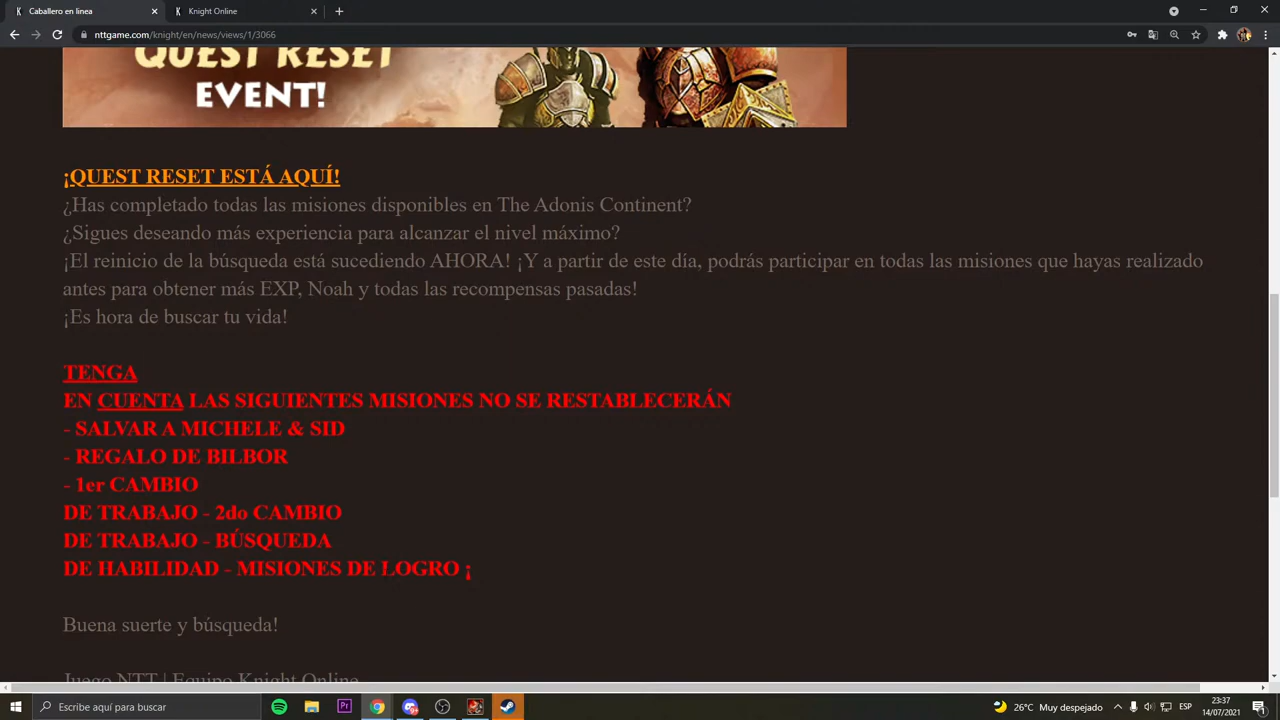 Caballero en línea
Knight Online
nttgame.com/knight/en/news/views/1/3066
QUEST RESET
EVENT!
¡QUEST RESET ESTÁ AQUÍ!
¿Has completado todas las misiones disponibles en The Adonis Continent?
¿Sigues deseando más experiencia para alcanzar el nivel máximo?
¡El reinicio de la búsqueda está sucediendo AHORA! ¡Y a partir de este día, podrás participar en todas las misiones que hayas realizado
antes para obtener más EXP, Noah y todas las recompensas pasadas!
¡Es hora de buscar tu vida!
TENGA
EN CUENTA LAS SIGUIENTES MISIONES NO SE RESTABLECERÁN
- SALVAR A MICHELE & SID
- REGALO DE BILBOR
- 1er CAMBIO
DE TRABAJO - 2do CAMBIO
DE TRABAJO - BÚSQUEDA
DE HABILIDAD - MISIONES DE LOGRO ¡
Buena suerte y búsqueda!
Juego NTT | Equipo Knight Online
Escribe aquí para buscar
26°C Muy despejado
ESP
23:37
14/07/2021